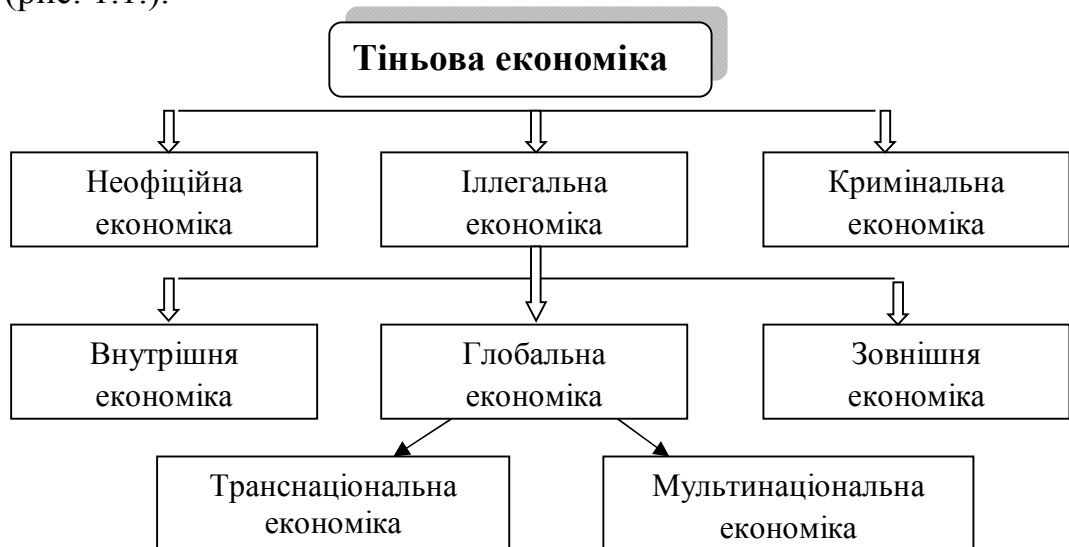 (рис. 1.1.).
Тіньова економіка
Неофіційна
економіка
Іллегальна
економіка
Кримінальна
економіка
Внутрішня
економіка
Глобальна
економіка
Зовнішня
економіка
Транснаціональна
економіка
Мультинаціональна
економіка